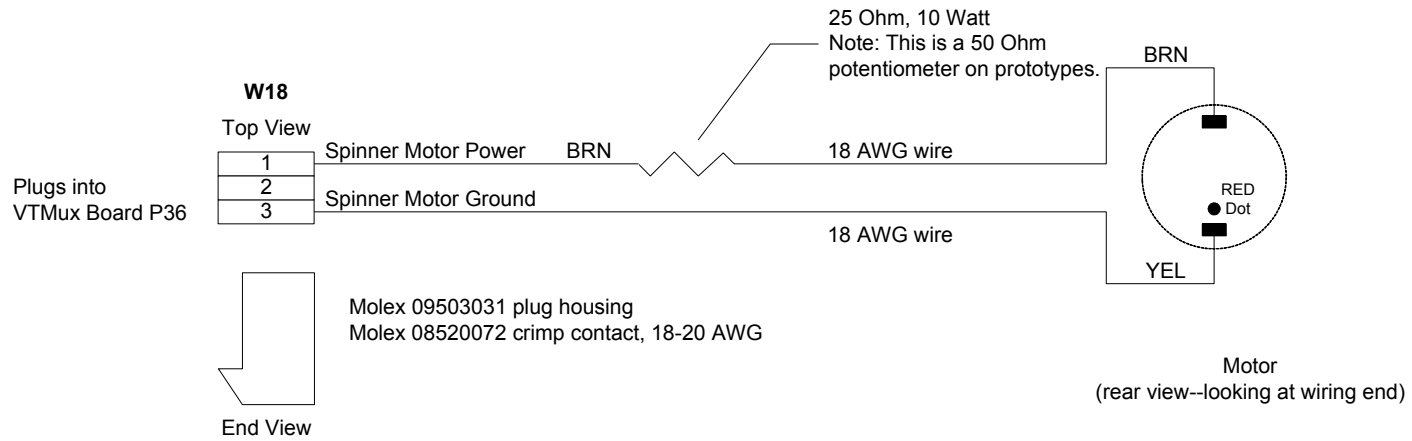 25 Ohm, 10 Watt
Note: This is a 50 Ohm
potentiometer on prototypes.
BRN
W18
Top View
1
Spinner Motor Power
BRN
18 AWG wire
2
Plugs into
VTMux Board P36
3
Spinner Motor Ground
RED
Dot
18 AWG wire
YEL
Molex 09503031 plug housing
Molex 08520072 crimp contact, 18-20 AWG
Motor
(rear view--looking at wiring end)
End View